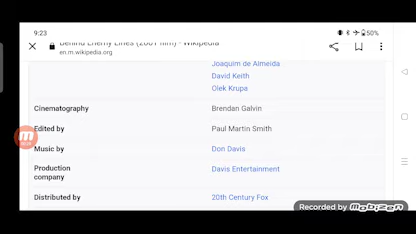 9:23
50%
Behind Enemy Lines (2001 film) - Wikipedia
en.m.wikipedia.org
Joaquim de Almeida
David Keith
Olek Krupa
Cinematography Brendan Galvin
Edited by Paul Martin Smith
Music by Don Davis
Production company Davis Entertainment
Distributed by 20th Century Fox
Recorded by Mobizen